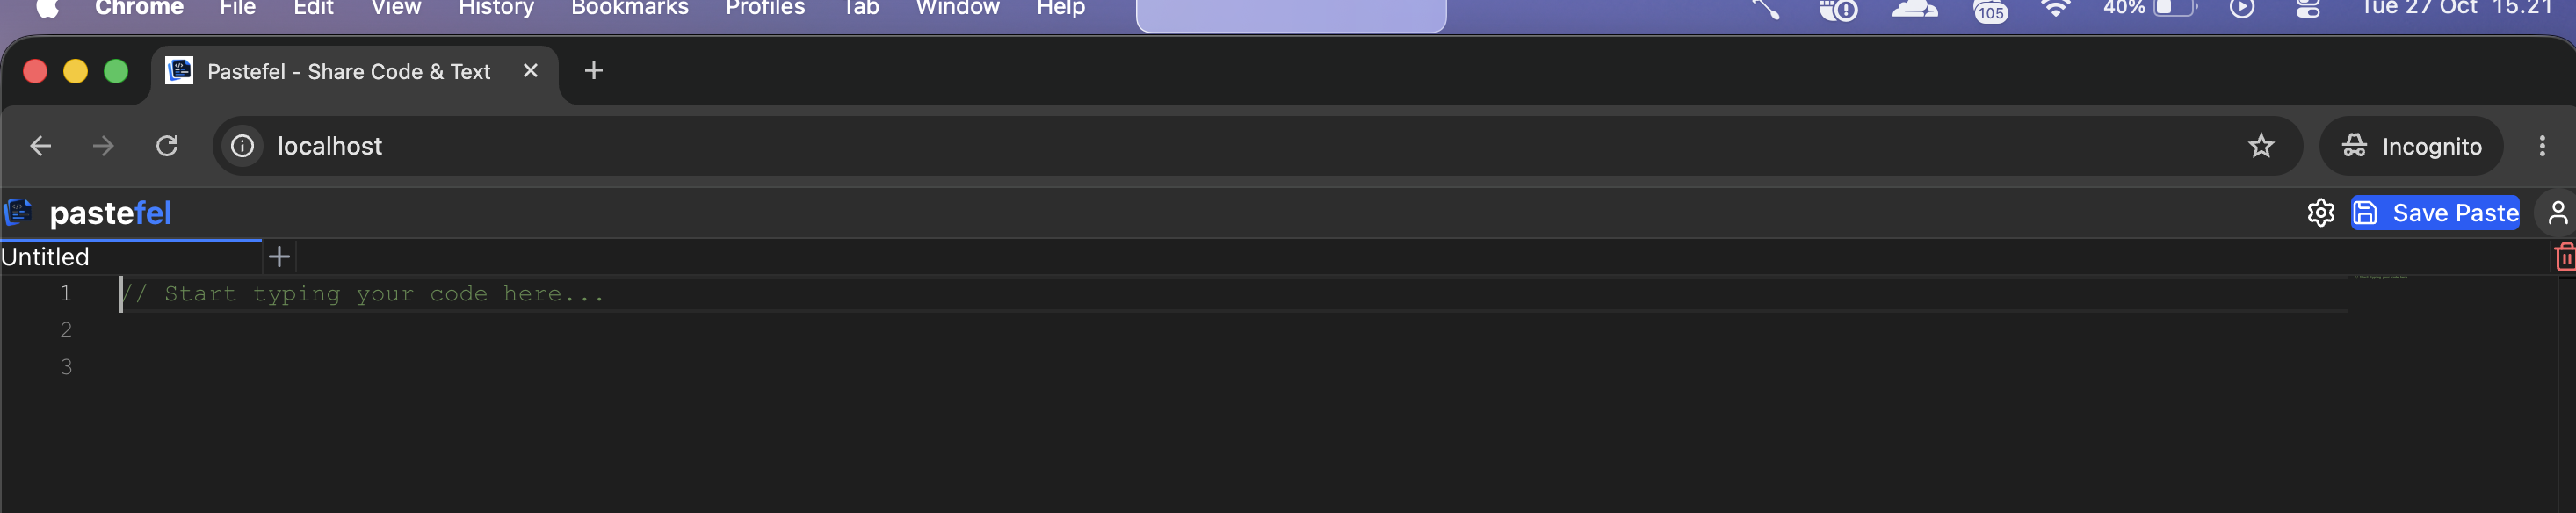 Chrome File Edit View History Bookmarks Profiles Tab Window Help 105 40% Tue 27 Oct 15.21
Pastefel - Share Code & Text
localhost Incognito
pastefel Save Paste
Untitled
1 // Start typing your code here...
2
3